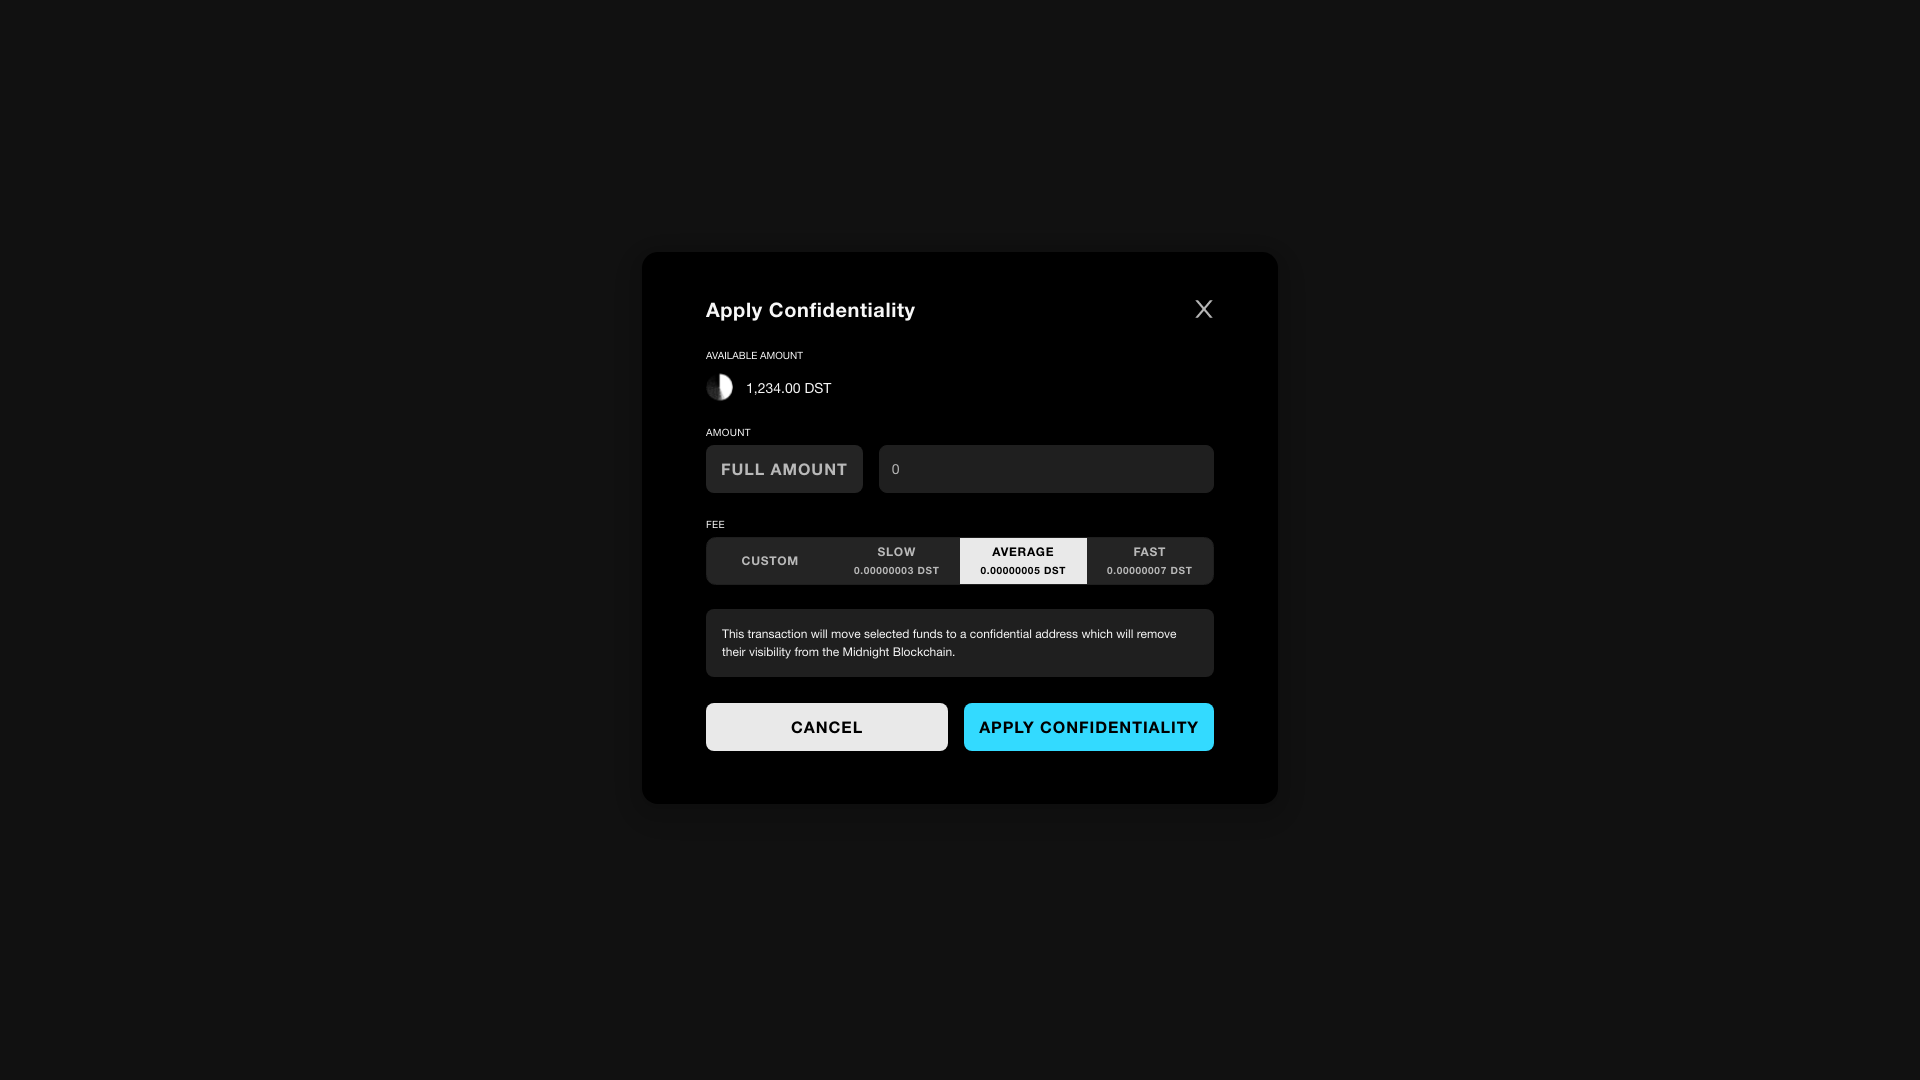 Apply Confidentiality
X
AVAILABLE AMOUNT
1,234.00 DST
AMOUNT
FULL AMOUNT 0
FEE
CUSTOM SLOW AVERAGE FAST
0.00000003 DST 0.00000005 DST 0.00000007 DST
This transaction will move selected funds to a confidential address which will remove
their visibility from the Midnight Blockchain.
CANCEL APPLY CONFIDENTIALITY